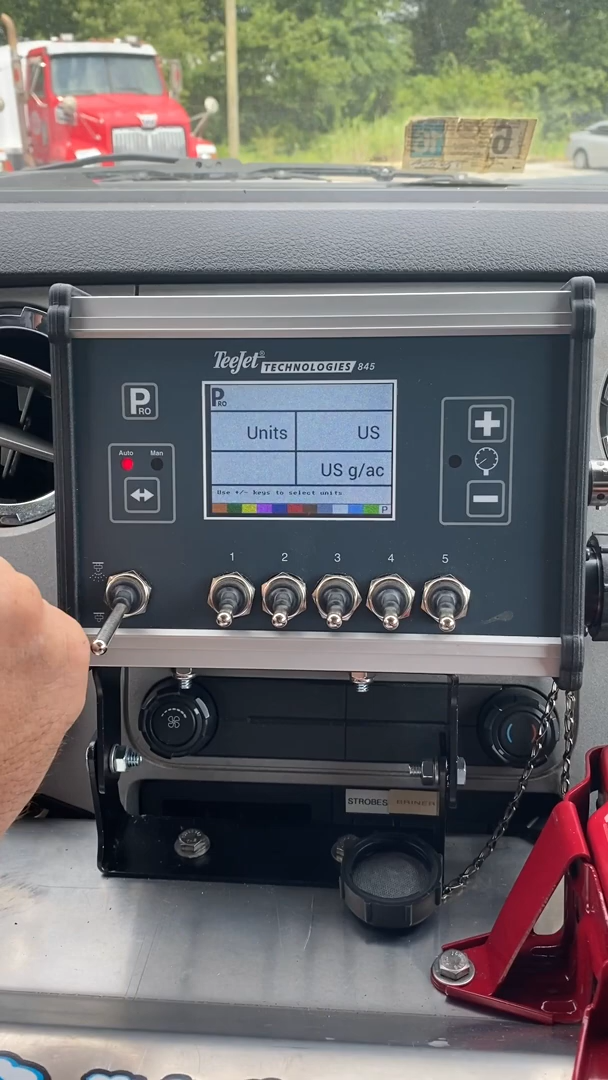 TeeJet®
TECHNOLOGIES 845
PRO
PRO
Units US
US g/ac
Use +/- keys to select units
P
Auto Man
1 2 3 4 5
STROBES